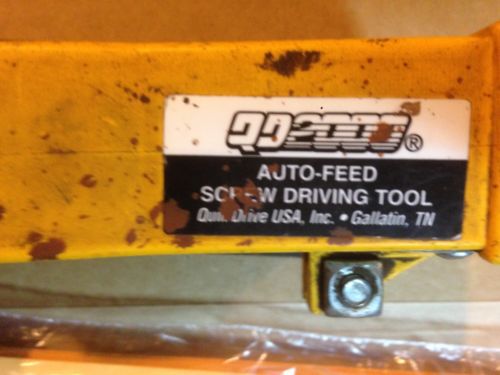 QD2000®
AUTO-FEED
SCREW DRIVING TOOL
Quik Drive USA, Inc. • Gallatin, TN